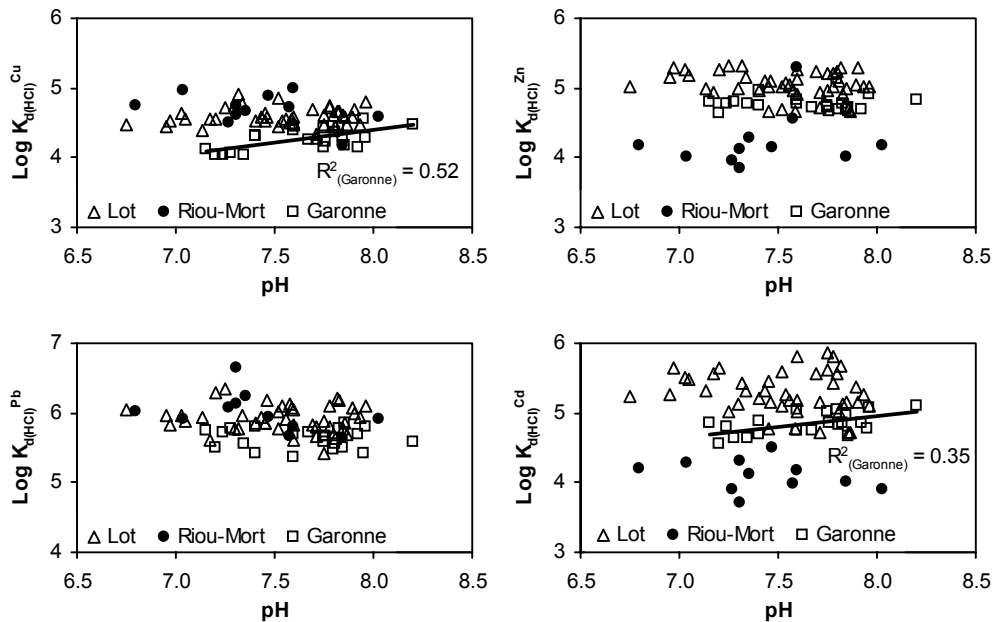 6
5
4
3
Log K d(HCl) Cu
R² (Garonne) = 0.52
Lot Riou-Mort Garonne
6.5 7.0 7.5 8.0 8.5
pH
6
5
4
3
Log K d(HCl) Zn
Lot Riou-Mort Garonne
6.5 7.0 7.5 8.0 8.5
pH
7
6
5
4
Log K d(HCl) Pb
Lot Riou-Mort Garonne
6.5 7.0 7.5 8.0 8.5
pH
6
5
4
3
Log K d(HCl) Cd
R² (Garonne) = 0.35
Lot Riou-Mort Garonne
6.5 7.0 7.5 8.0 8.5
pH